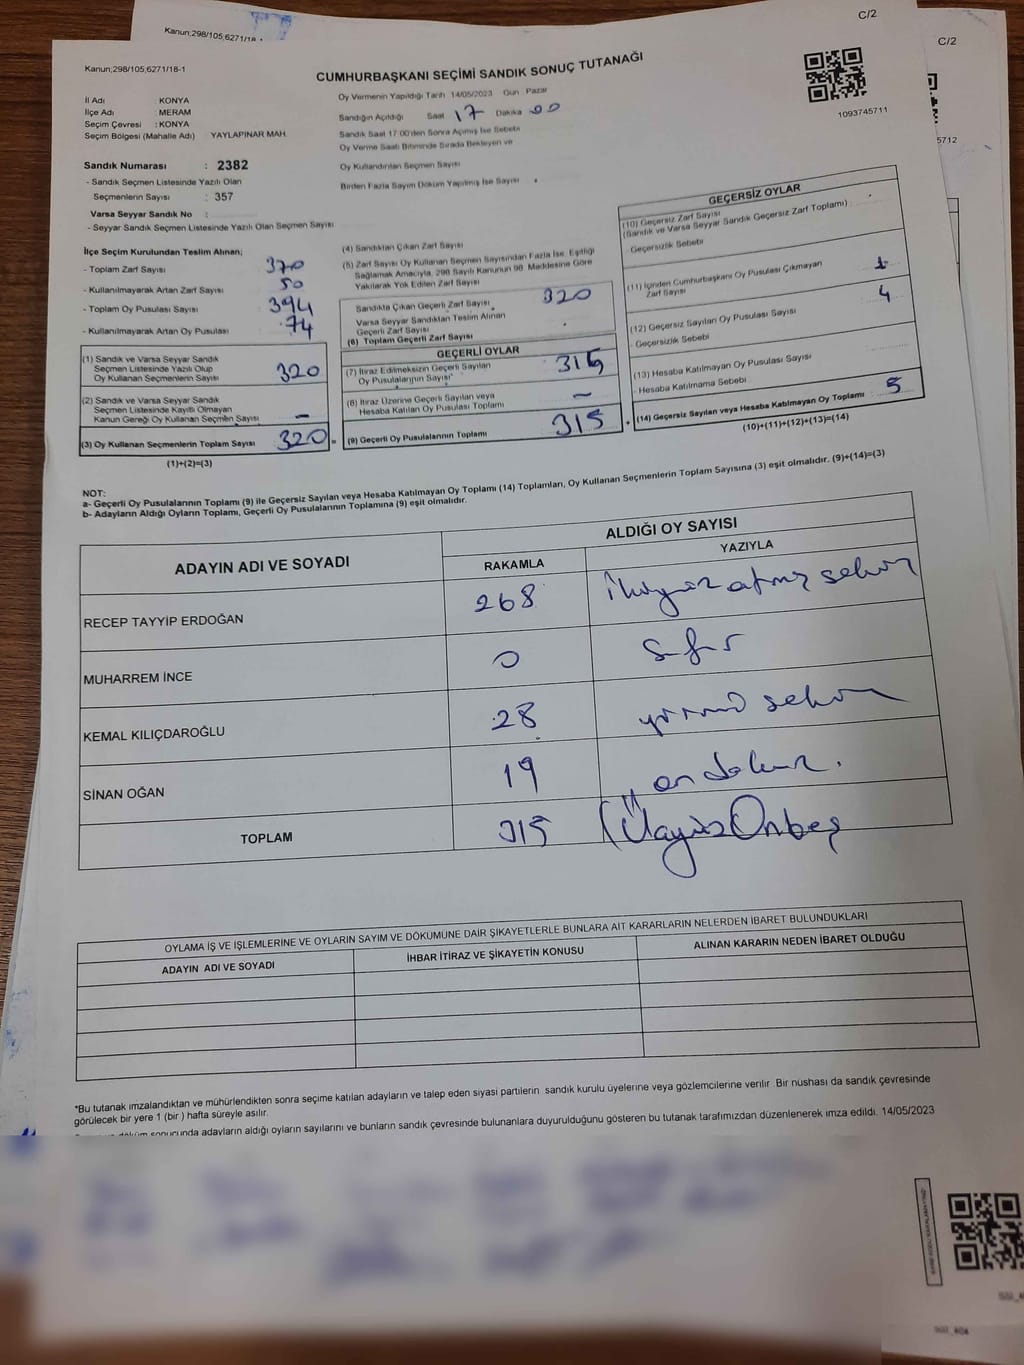 Kanun;298/105;6271/18-1
C/2
C/2
Kanun;298/105;6271/18-1
CUMHURBAŞKANI SEÇİMİ SANDIK SONUÇ TUTANAĞI
1093745711
5712
İl Adı : KONYA
İlçe Adı : MERAM
Seçim Çevresi : KONYA
Seçim Bölgesi (Mahalle Adı) YAYLAPINAR MAH.
Oy Vermenin Yapıldığı Tarih 14/05/2023 Gün Pazar
Sandığın Açıldığı Saat 17 Dakika 00
Sandık Saat 17.00'den Sonra Açılmış İse Sebebi
Oy Verme Saati Bitiminde Sırada Bekleyen ve
Oy Kullandırılan Seçmen Sayısı
Birden Fazla Sayım Döküm Yapılmış İse Sayısı
Sandık Numarası : 2382
- Sandık Seçmen Listesinde Yazılı Olan
Seçmenlerin Sayısı : 357
Varsa Seyyar Sandık No :
- Seyyar Sandık Seçmen Listesinde Yazılı Olan Seçmen Sayısı
İlçe Seçim Kurulundan Teslim Alınan;
- Toplam Zarf Sayısı 370
- Kullanılmayarak Artan Zarf Sayısı 50
- Toplam Oy Pusulası Sayısı 394
- Kullanılmayarak Artan Oy Pusulası 74
(1) Sandık ve Varsa Seyyar Sandık
Seçmen Listesinde Yazılı Olup
Oy Kullanan Seçmenlerin Sayısı 320
(2) Sandık ve Varsa Seyyar Sandık
Seçmen Listesinde Kayıtlı Olmayan
Kanun Gereği Oy Kullanan Seçmen Sayısı -
(3) Oy Kullanan Seçmenlerin Toplam Sayısı 320
(1)+(2)=(3)
(4) Sandıktan Çıkan Zarf Sayısı
(5) Zarf Sayısı Oy Kullanan Seçmen Sayısından Fazla İse, Eşitliği
Sağlamak Amacıyla, 298 Sayılı Kanunun 98. Maddesine Göre
Yakılarak Yok Edilen Zarf Sayısı
Sandıkta Çıkan Geçerli Zarf Sayısı 320
Varsa Seyyar Sandıktan Teslim Alınan
Geçerli Zarf Sayısı
(6) Toplam Geçerli Zarf Sayısı
GEÇERLİ OYLAR
(7) İtiraz Edilmeksizin Geçerli Sayılan
Oy Pusulalarının Sayısı 315
(8) İtiraz Üzerine Geçerli Sayılan veya
Hesaba Katılan Oy Pusulası Toplamı -
(9) Geçerli Oy Pusulalarının Toplamı 315
GEÇERSİZ OYLAR
(10) Geçersiz Zarf Sayısı
(Sandık ve Varsa Seyyar Sandık Geçersiz Zarf Toplamı)
- Geçersizlik Sebebi
(11) İçinden Cumhurbaşkanı Oy Pusulası Çıkmayan
Zarf Sayısı 1
(12) Geçersiz Sayılan Oy Pusulası Sayısı 4
- Geçersizlik Sebebi
(13) Hesaba Katılmayan Oy Pusulası Sayısı
- Hesaba Katılmama Sebebi
(14) Geçersiz Sayılan veya Hesaba Katılmayan Oy Toplamı 5
(10)+(11)+(12)+(13)=(14)
NOT:
a- Geçerli Oy Pusulalarının Toplamı (9) ile Geçersiz Sayılan veya Hesaba Katılmayan Oy Toplamı (14) Toplamları, Oy Kullanan Seçmenlerin Toplam Sayısına (3) eşit olmalıdır. (9)+(14)=(3)
b- Adayların Aldığı Oyların Toplamı, Geçerli Oy Pusulalarının Toplamına (9) eşit olmalıdır.
ADAYIN ADI VE SOYADI
ALDIĞI OY SAYISI
RAKAMLA YAZIYLA
RECEP TAYYİP ERDOĞAN 268 ikiyüz atmış sekiz
MUHARREM İNCE 0 sıfır
KEMAL KILIÇDAROĞLU 28 yirmi sekiz
SİNAN OĞAN 19 on dokuz.
TOPLAM 315 ÜçyüzOnbeş
OYLAMA İŞ VE İŞLEMLERİNE VE OYLARIN SAYIM VE DÖKÜMÜNE DAİR ŞİKAYETLERLE BUNLARA AİT KARARLARIN NELERDEN İBARET BULUNDUKLARI
ADAYIN ADI VE SOYADI İHBAR İTİRAZ VE ŞİKAYETİN KONUSU ALINAN KARARIN NEDEN İBARET OLDUĞU
*Bu tutanak imzalandıktan ve mühürlendikten sonra seçime katılan adayların ve talep eden siyasi partilerin sandık kurulu üyelerine veya gözlemcilerine verilir. Bir nüshası da sandık çevresinde
görülecek bir yere 1 (bir) hafta süreyle asılır.
döküm sonucunda adayların aldığı oyların sayılarını ve bunların sandık çevresinde bulunanlara duyurulduğunu gösteren bu tutanak tarafımızdan düzenlenerek imza edildi. 14/05/2023